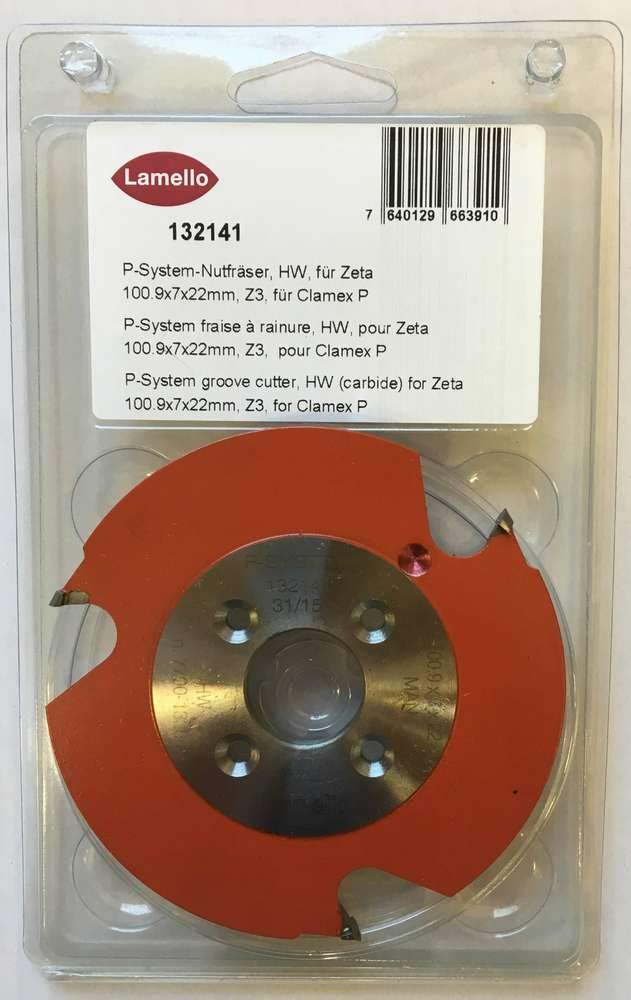 Lamello
132141
7 640129 663910
P-System-Nutfräser, HW, für Zeta
100.9x7x22mm, Z3, für Clamex P
P-System fraise à rainure, HW, pour Zeta
100.9x7x22mm, Z3, pour Clamex P
P-System groove cutter, HW (carbide) for Zeta
100.9x7x22mm, Z3, for Clamex P
31/15
HW
MAN